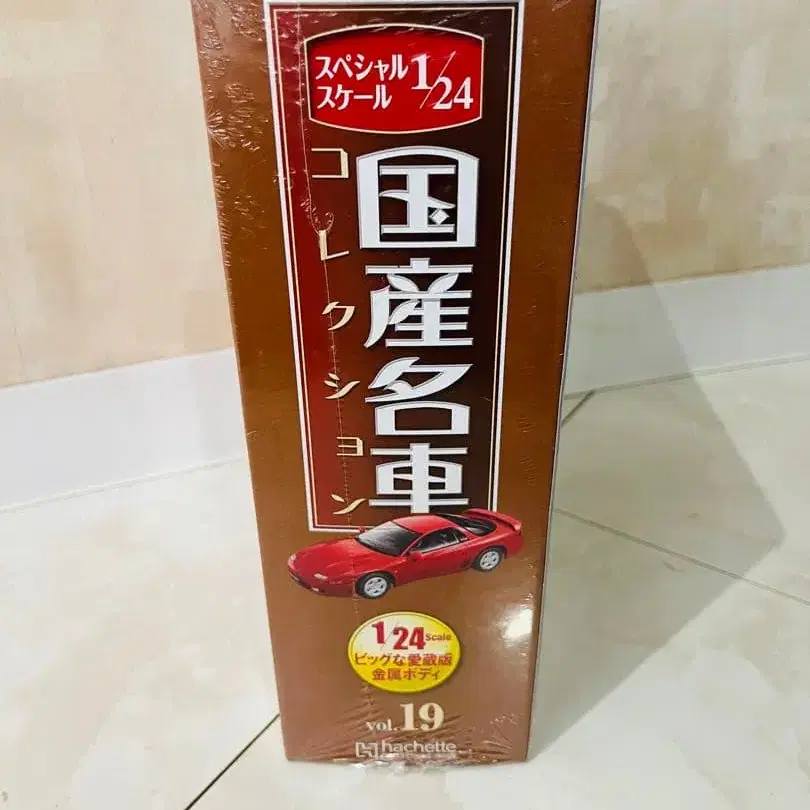 スペシャル
スケール
1/24
国産名車
コレクション
1/24 Scale
ビッグな愛蔵版
金属ボディ
vol.19
hachette